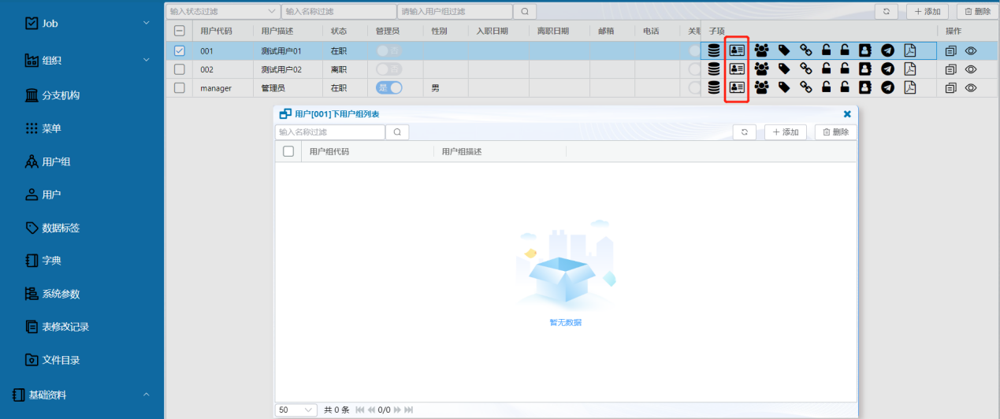 Job
组织
分支机构
菜单
用户组
用户
数据标签
字典
系统参数
表修改记录
文件目录
基础资料
输入状态过滤 输入名称过滤 请输入用户组过滤 添加 删除
用户代码 用户描述 状态 管理员 性别 入职日期 离职日期 邮箱 电话 关联 子项 操作
001 测试用户01 在职 否
002 测试用户02 离职 否
manager 管理员 在职 是 男
用户[001]下用户组列表
输入名称过滤 添加 删除
用户组代码 用户组描述
暂无数据
50 共 0 条 0/0